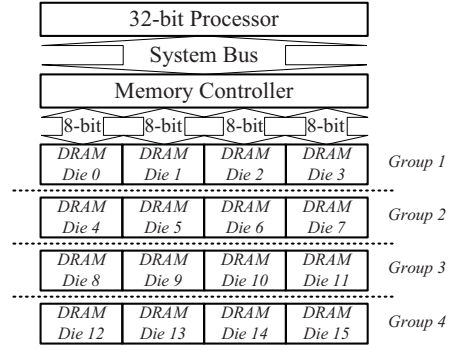 32-bit Processor
System Bus
Memory Controller
8-bit 8-bit 8-bit 8-bit
DRAM DRAM DRAM DRAM
Die 0 Die 1 Die 2 Die 3 Group 1
DRAM DRAM DRAM DRAM
Die 4 Die 5 Die 6 Die 7 Group 2
DRAM DRAM DRAM DRAM
Die 8 Die 9 Die 10 Die 11 Group 3
DRAM DRAM DRAM DRAM
Die 12 Die 13 Die 14 Die 15 Group 4